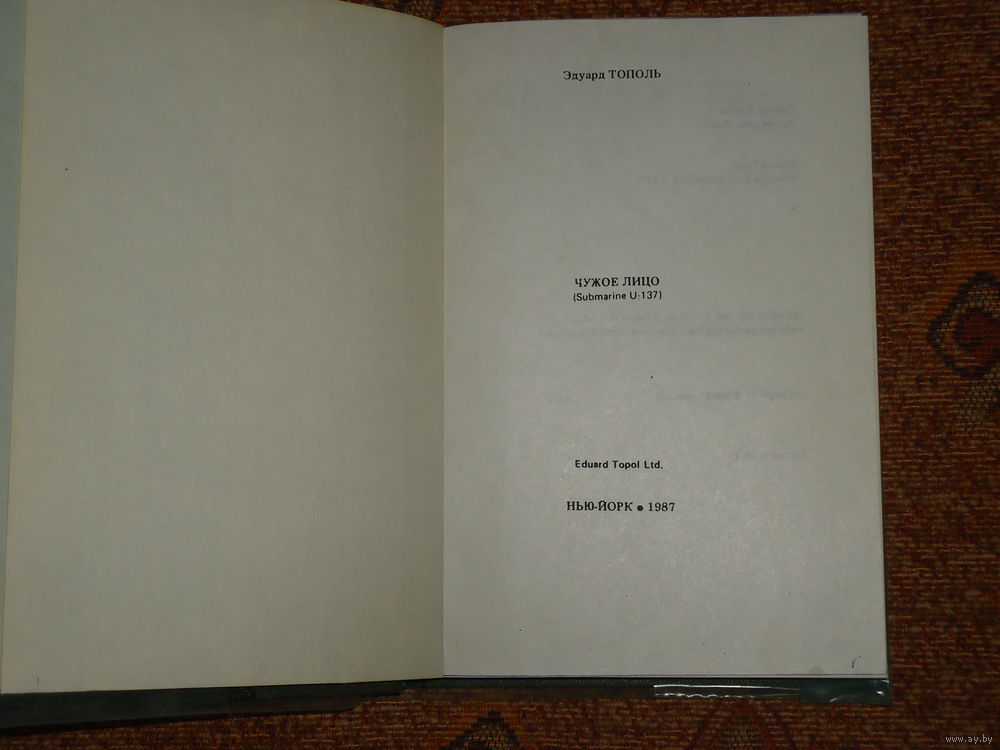 Эдуард ТОПОЛЬ
ЧУЖОЕ ЛИЦО
(Submarine U-137)
Eduard Topol Ltd.
НЬЮ-ЙОРК ● 1987
www.ay.by